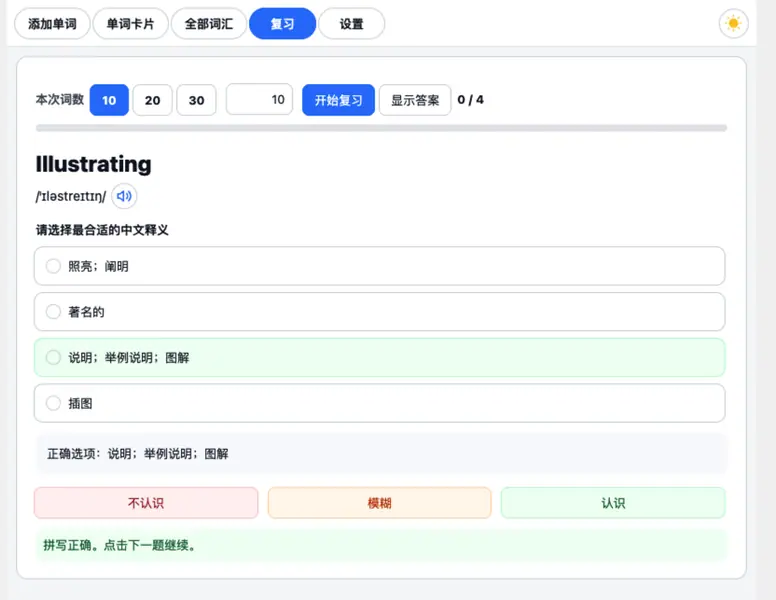 添加单词 单词卡片 全部词汇 复习 设置
本次词数 10 20 30 10 开始复习 显示答案 0 / 4
Illustrating
/ˈɪləstreɪtɪŋ/
请选择最合适的中文释义
照亮；阐明
著名的
说明；举例说明；图解
插图
正确选项：说明；举例说明；图解
不认识 模糊 认识
拼写正确。点击下一题继续。